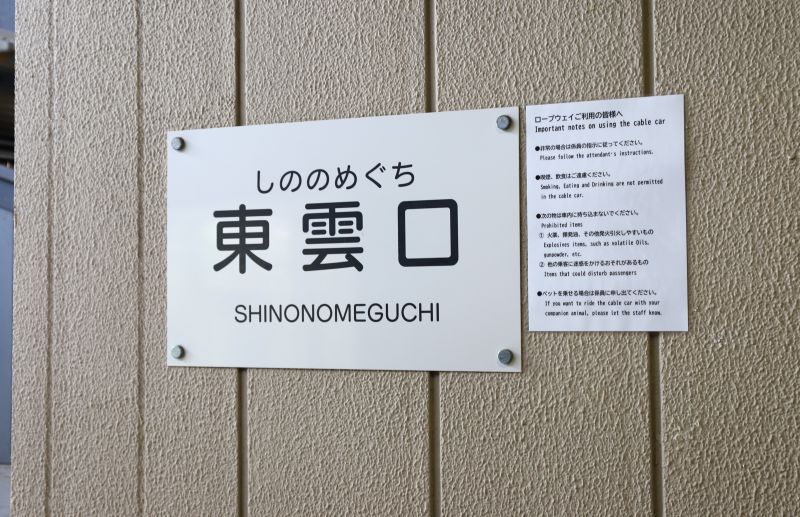 しののめぐち
東雲口
SHINONOMEGUCHI
ロープウェイご利用の皆様へ
Important notes on using the cable car
●非常の場合は係員の指示に従ってください。
Please follow the attendant's instructions.
●喫煙、飲食はご遠慮ください。
Smoking, Eating and Drinking are not permitted
in the cable car.
●次の物は車内に持ち込まないでください。
Prohibited items
① 火薬、揮発油、その他発火引火しやすいもの
Explosives items, such as volatile Oils,
gunpowder, etc.
② 他の乗客に迷惑をかけるおそれがあるもの
Items that could disturb passengers
●ペットを乗せる場合は係員に申し出てください。
If you want to ride the cable car with your
companion animal, please let the staff know.